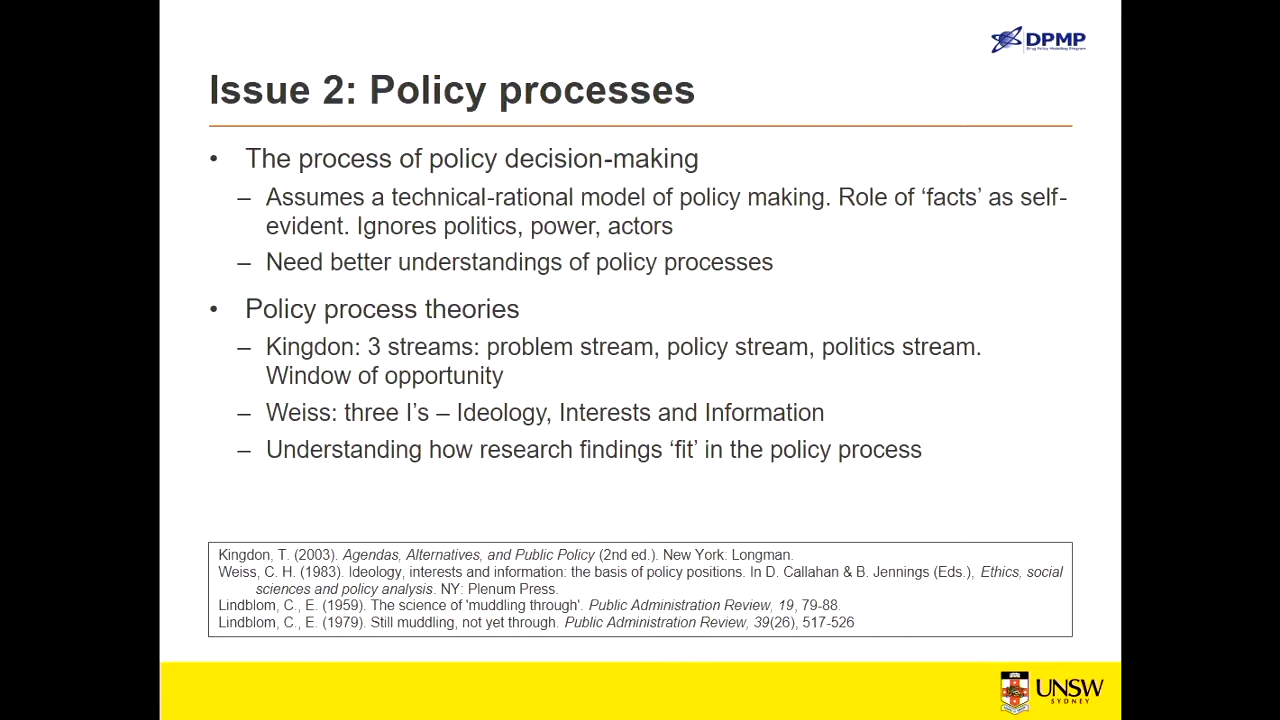 DPMP
Drug Policy Modelling Program
Issue 2: Policy processes
• The process of policy decision-making
– Assumes a technical-rational model of policy making. Role of ‘facts’ as self-
evident. Ignores politics, power, actors
– Need better understandings of policy processes
• Policy process theories
– Kingdon: 3 streams: problem stream, policy stream, politics stream.
Window of opportunity
– Weiss: three I’s – Ideology, Interests and Information
– Understanding how research findings ‘fit’ in the policy process
Kingdon, T. (2003). Agendas, Alternatives, and Public Policy (2nd ed.). New York: Longman.
Weiss, C. H. (1983). Ideology, interests and information: the basis of policy positions. In D. Callahan & B. Jennings (Eds.), Ethics, social
sciences and policy analysis. NY: Plenum Press.
Lindblom, C., E. (1959). The science of 'muddling through'. Public Administration Review, 19, 79-88.
Lindblom, C., E. (1979). Still muddling, not yet through. Public Administration Review, 39(26), 517-526
UNSW
SYDNEY